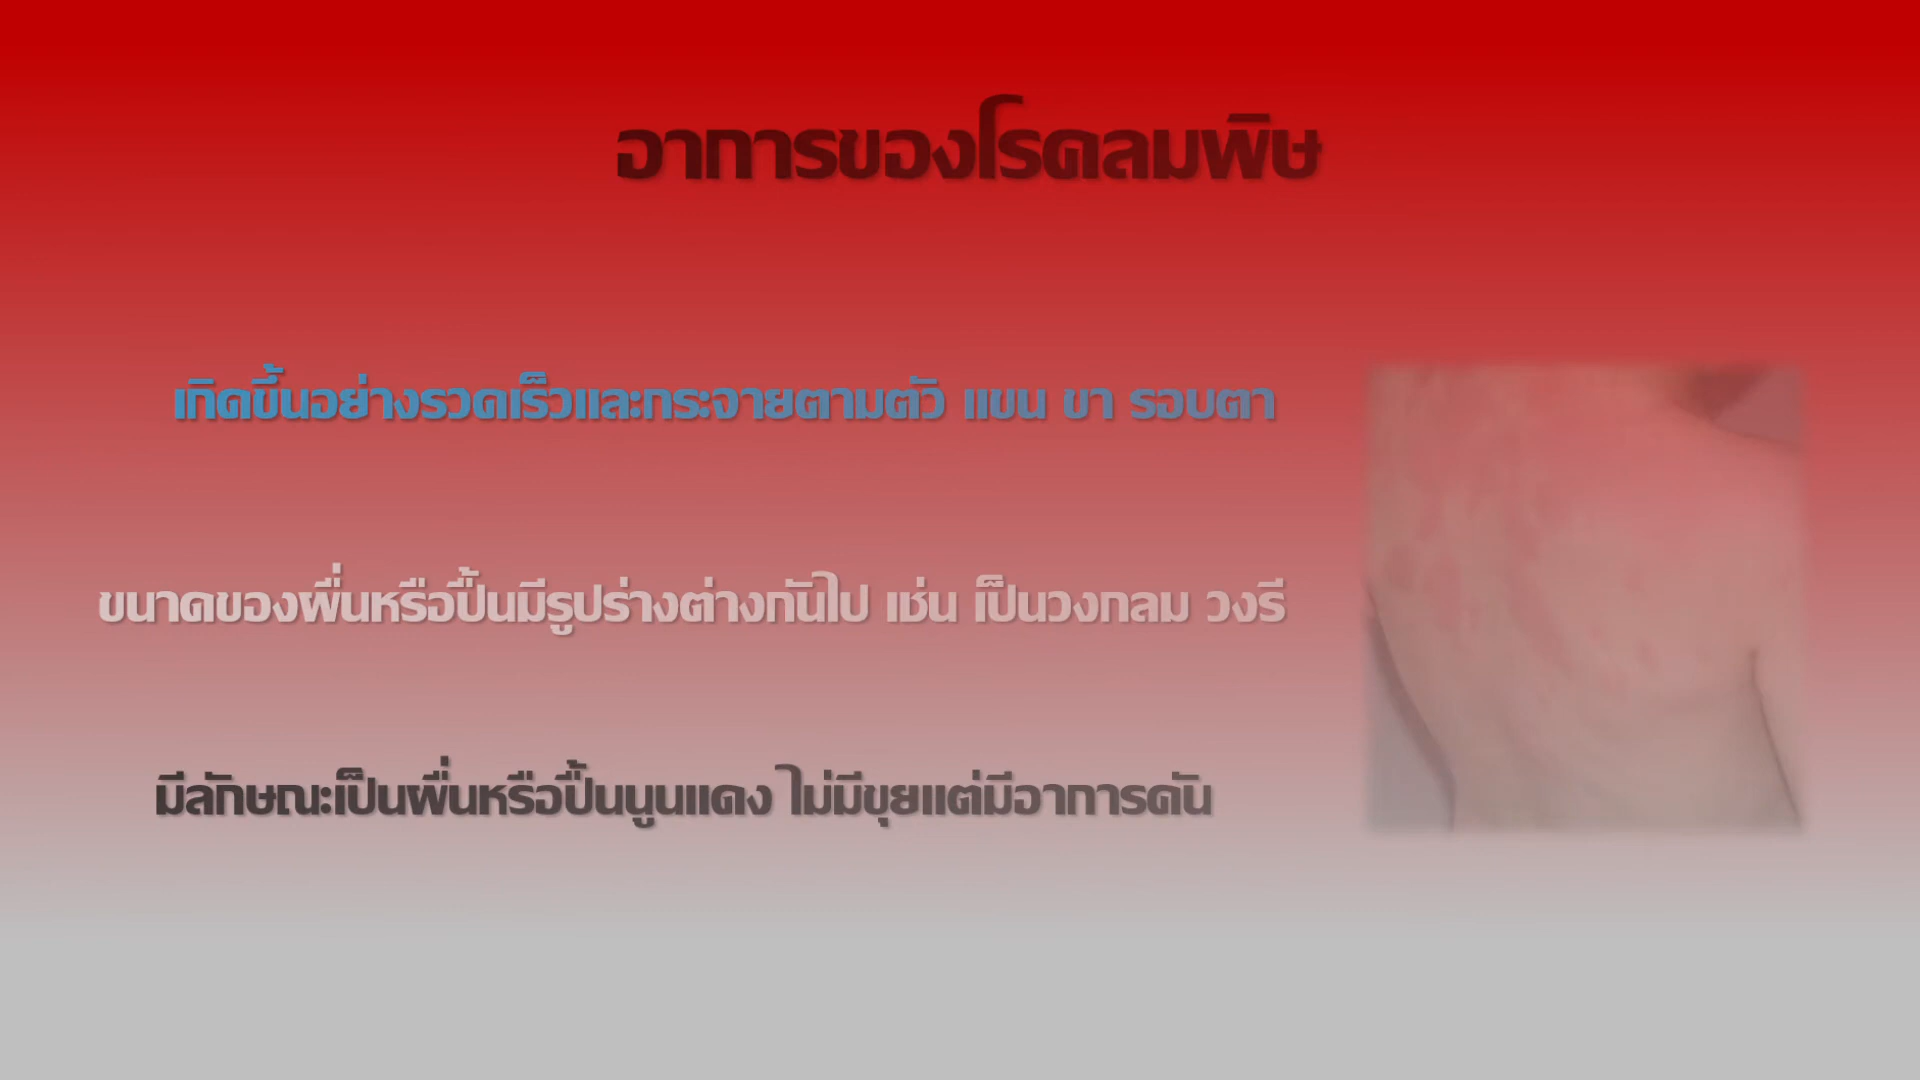 อาการของโรคลมพิษ
เกิดขึ้นอย่างรวดเร็วและกระจายตามตัว แขน ขา รอบตา
ขนาดของผื่นหรือปื้นมีรูปร่างต่างกันไป เช่น เป็นวงกลม วงรี
มีลักษณะเป็นผื่นหรือปื้นนูนแดง ไม่มีขุยแต่มีอาการคัน